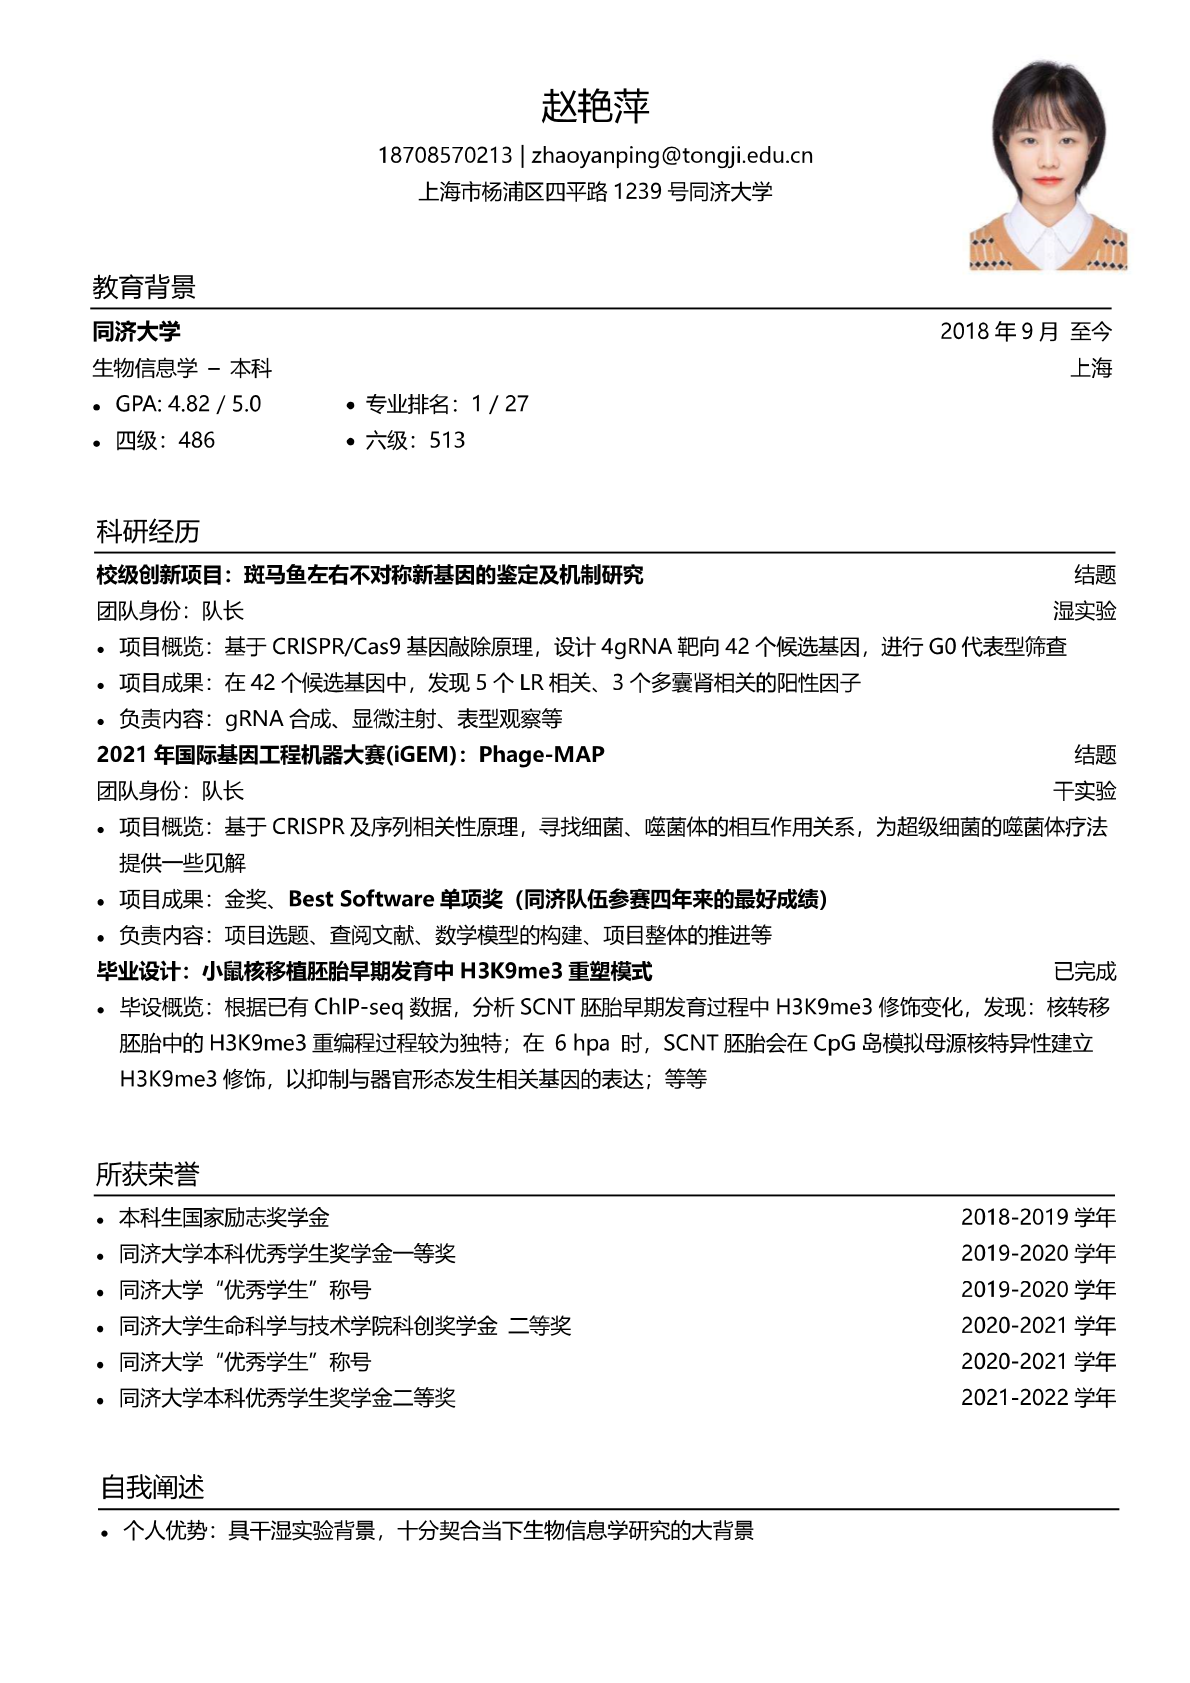 赵艳萍
18708570213 | zhaoyanping@tongji.edu.cn
上海市杨浦区四平路 1239 号同济大学
教育背景
同济大学 2018 年 9 月 至今
生物信息学 – 本科 上海
• GPA: 4.82 / 5.0 • 专业排名：1 / 27
• 四级：486 • 六级：513
科研经历
校级创新项目：斑马鱼左右不对称新基因的鉴定及机制研究 结题
团队身份：队长 湿实验
• 项目概览：基于 CRISPR/Cas9 基因敲除原理，设计 4gRNA 靶向 42 个候选基因，进行 G0 代表型筛查
• 项目成果：在 42 个候选基因中，发现 5 个 LR 相关、3 个多囊肾相关的阳性因子
• 负责内容：gRNA 合成、显微注射、表型观察等
2021 年国际基因工程机器大赛(iGEM)：Phage-MAP 结题
团队身份：队长 干实验
• 项目概览：基于 CRISPR 及序列相关性原理，寻找细菌、噬菌体的相互作用关系，为超级细菌的噬菌体疗法
提供一些见解
• 项目成果：金奖、Best Software 单项奖（同济队伍参赛四年来的最好成绩）
• 负责内容：项目选题、查阅文献、数学模型的构建、项目整体的推进等
毕业设计：小鼠核移植胚胎早期发育中 H3K9me3 重塑模式 已完成
• 毕设概览：根据已有 ChIP-seq 数据，分析 SCNT 胚胎早期发育过程中 H3K9me3 修饰变化，发现：核转移
胚胎中的 H3K9me3 重编程过程较为独特；在 6 hpa 时，SCNT 胚胎会在 CpG 岛模拟母源核特异性建立
H3K9me3 修饰，以抑制与器官形态发生相关基因的表达；等等
所获荣誉
• 本科生国家励志奖学金 2018-2019 学年
• 同济大学本科优秀学生奖学金一等奖 2019-2020 学年
• 同济大学“优秀学生”称号 2019-2020 学年
• 同济大学生命科学与技术学院科创奖学金 二等奖 2020-2021 学年
• 同济大学“优秀学生”称号 2020-2021 学年
• 同济大学本科优秀学生奖学金二等奖 2021-2022 学年
自我阐述
• 个人优势：具干湿实验背景，十分契合当下生物信息学研究的大背景